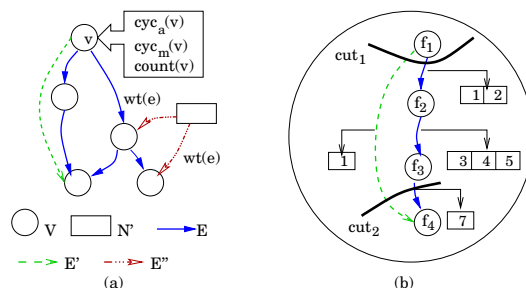 v
cyc_a(v)
cyc_m(v)
count(v)
wt(e)
wt(e)
V
N'
E
E'
E''
(a)
f_1
cut_1
1 2
f_2
1
3 4 5
f_3
cut_2
f_4
7
(b)